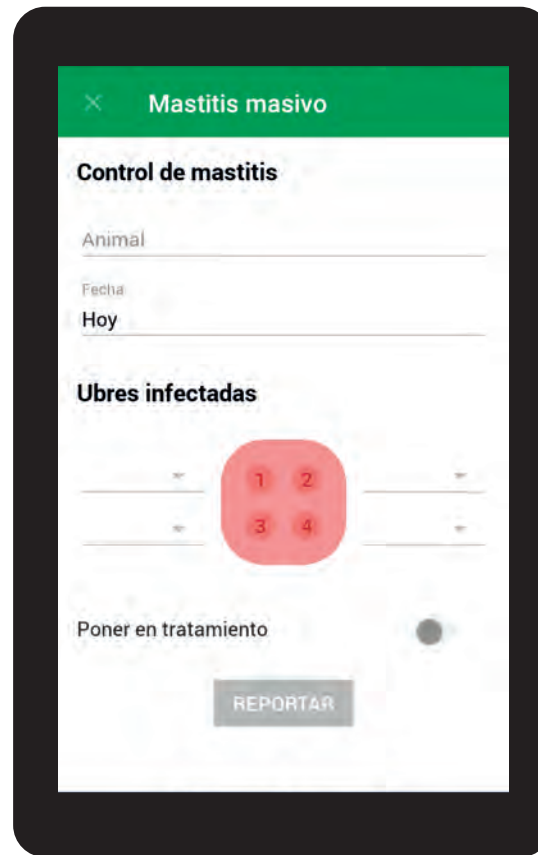 Mastitis masivo
Control de mastitis
Animal
Fecha
Hoy
Ubres infectadas
1 2
3 4
Poner en tratamiento
REPORTAR